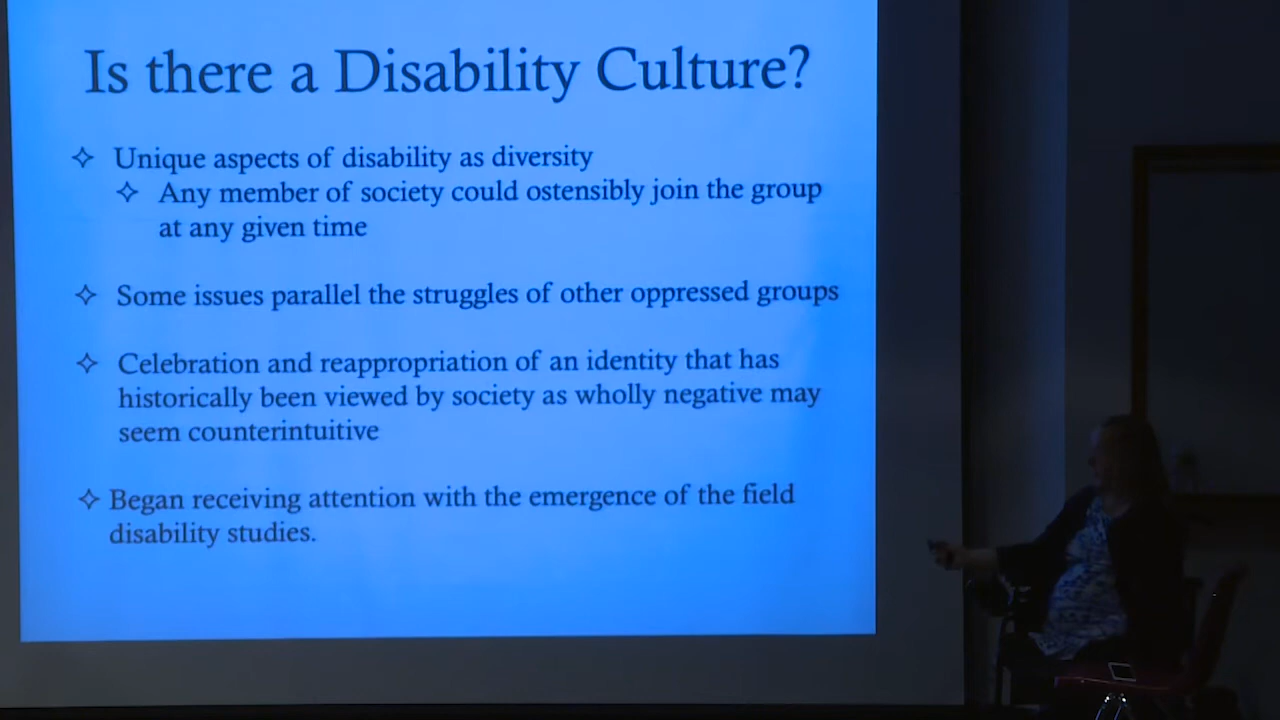 Is there a Disability Culture?
Unique aspects of disability as diversity
Any member of society could ostensibly join the group
at any given time
Some issues parallel the struggles of other oppressed groups
Celebration and reappropriation of an identity that has
historically been viewed by society as wholly negative may
seem counterintuitive
Began receiving attention with the emergence of the field
disability studies.